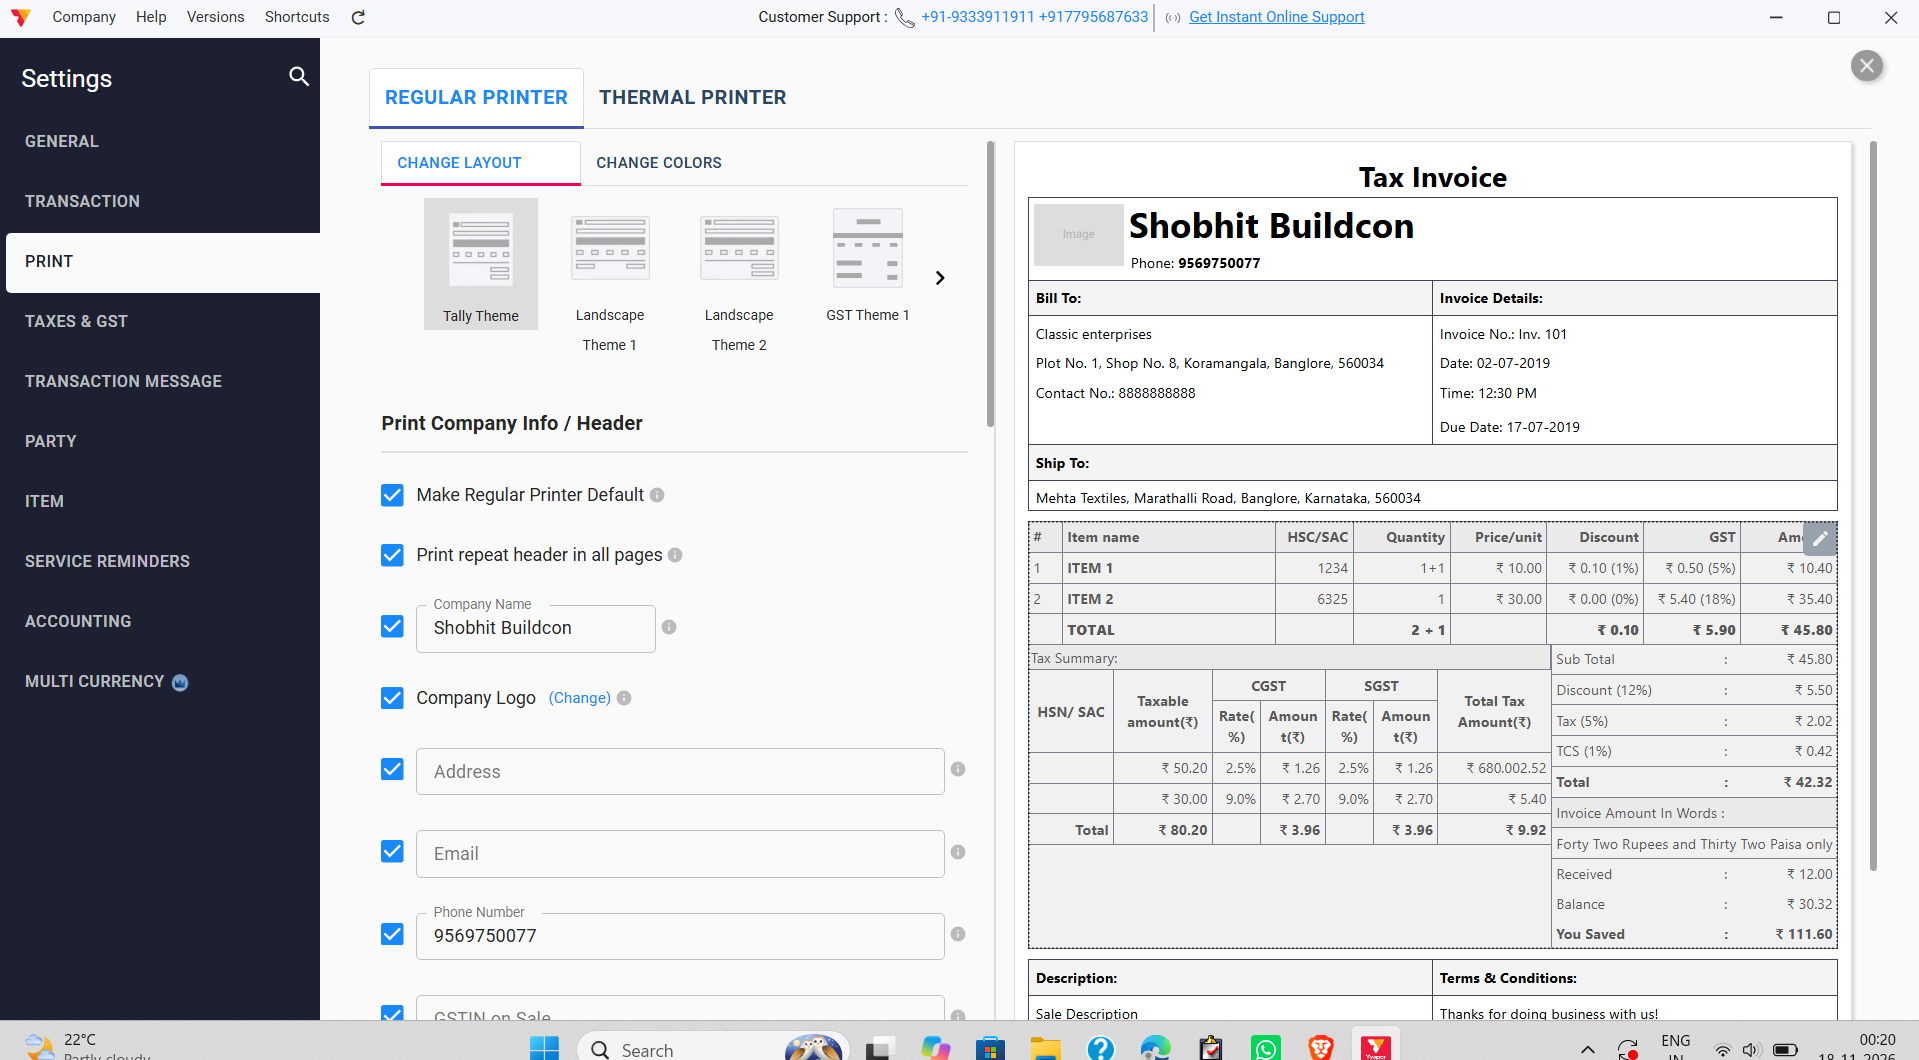 Company Help Versions Shortcuts
Customer Support : +91-9333911911 +917795687633 Get Instant Online Support
Settings
GENERAL
TRANSACTION
PRINT
TAXES & GST
TRANSACTION MESSAGE
PARTY
ITEM
SERVICE REMINDERS
ACCOUNTING
MULTI CURRENCY
REGULAR PRINTER THERMAL PRINTER
CHANGE LAYOUT CHANGE COLORS
Tally Theme
Landscape Theme 1
Landscape Theme 2
GST Theme 1
Print Company Info / Header
Make Regular Printer Default
Print repeat header in all pages
Company Name
Shobhit Buildcon
Company Logo (Change)
Address
Email
Phone Number
9569750077
GSTIN on Sale
Tax Invoice
Image
Shobhit Buildcon
Phone: 9569750077
Bill To:
Classic enterprises
Plot No. 1, Shop No. 8, Koramangala, Banglore, 560034
Contact No.: 8888888888
Invoice Details:
Invoice No.: Inv. 101
Date: 02-07-2019
Time: 12:30 PM
Due Date: 17-07-2019
Ship To:
Mehta Textiles, Marathalli Road, Banglore, Karnataka, 560034
# Item name HSC/SAC Quantity Price/unit Discount GST
1 ITEM 1 1234 1+1 ₹ 10.00 ₹ 0.10 (1%) ₹ 0.50 (5%) ₹ 10.40
2 ITEM 2 6325 1 ₹ 30.00 ₹ 0.00 (0%) ₹ 5.40 (18%) ₹ 35.40
TOTAL 2 + 1 ₹ 0.10 ₹ 5.90 ₹ 45.80
Tax Summary:
HSN/ SAC Taxable amount(₹) CGST SGST Total Tax Amount(₹)
Rate(%) Amount(₹) Rate(%) Amount(₹)
₹ 50.20 2.5% ₹ 1.26 2.5% ₹ 1.26 ₹ 680.002.52
₹ 30.00 9.0% ₹ 2.70 9.0% ₹ 2.70 ₹ 5.40
Total ₹ 80.20 ₹ 3.96 ₹ 3.96 ₹ 9.92
Sub Total : ₹ 45.80
Discount (12%) : ₹ 5.50
Tax (5%) : ₹ 2.02
TCS (1%) : ₹ 0.42
Total : ₹ 42.32
Invoice Amount In Words :
Forty Two Rupees and Thirty Two Paisa only
Received : ₹ 12.00
Balance : ₹ 30.32
You Saved : ₹ 111.60
Description:
Sale Description
Terms & Conditions:
Thanks for doing business with us!
22°C
Partly cloudy
Search
ENG
IN
00:20
18-11-2026